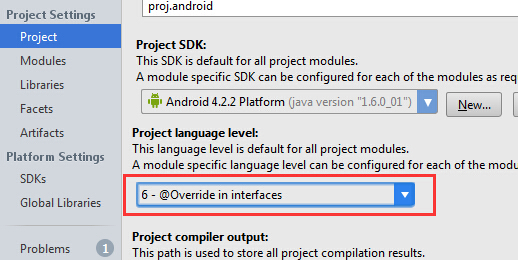 Project Settings
Project
Modules
Libraries
Facets
Artifacts
Platform Settings
SDKs
Global Libraries
Problems 1
proj.android
Project SDK:
This SDK is default for all project modules.
A module specific SDK can be configured for each of the modules as
Android 4.2.2 Platform (java version "1.6.0_01") New...
Project language level:
This language level is default for all project modules.
A module specific language level can be configured for each of the
6 - @Override in interfaces
Project compiler output:
This path is used to store all project compilation results.